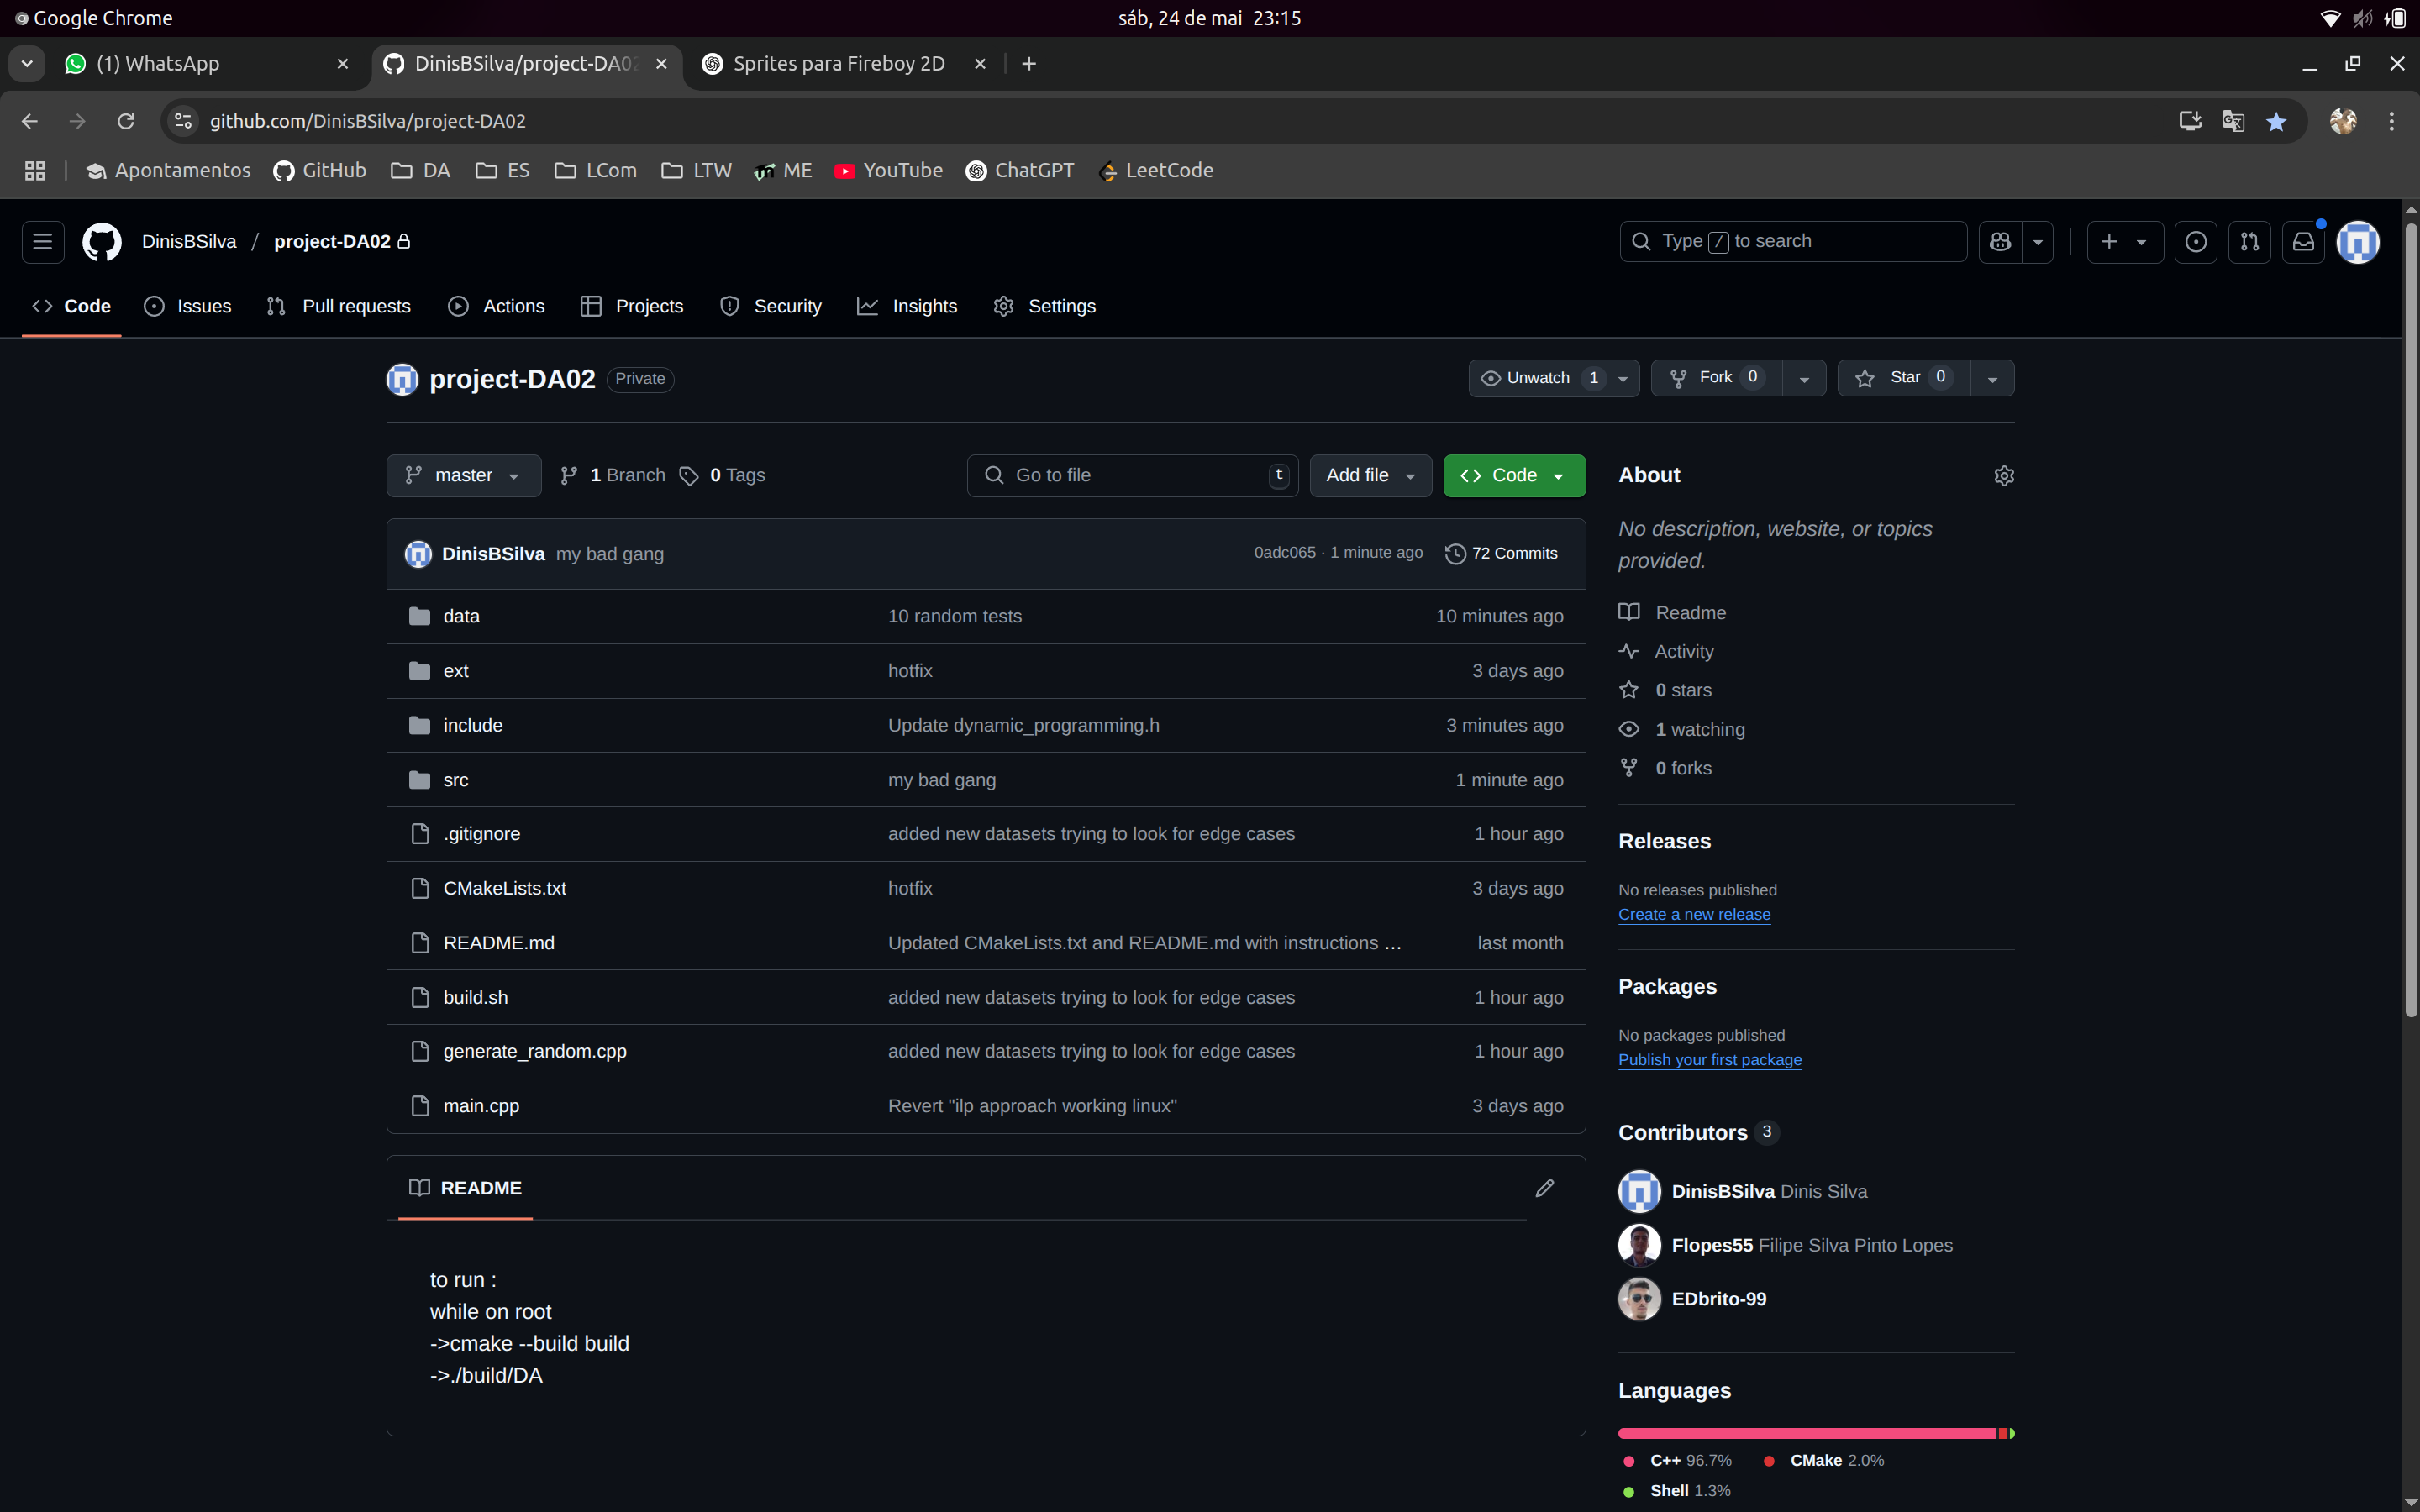 Google Chrome
sáb, 24 de mai 23:15
(1) WhatsApp
DinisBSilva/project-DA02
Sprites para Fireboy 2D
github.com/DinisBSilva/project-DA02
Apontamentos GitHub DA ES LCom LTW ME YouTube ChatGPT LeetCode
DinisBSilva / project-DA02
Type / to search
Code Issues Pull requests Actions Projects Security Insights Settings
project-DA02 Private
Unwatch 1 Fork 0 Star 0
master 1 Branch 0 Tags
Go to file t Add file Code
DinisBSilva my bad gang 0adc065 · 1 minute ago 72 Commits
data 10 random tests 10 minutes ago
ext hotfix 3 days ago
include Update dynamic_programming.h 3 minutes ago
src my bad gang 1 minute ago
.gitignore added new datasets trying to look for edge cases 1 hour ago
CMakeLists.txt hotfix 3 days ago
README.md Updated CMakeLists.txt and README.md with instructions … last month
build.sh added new datasets trying to look for edge cases 1 hour ago
generate_random.cpp added new datasets trying to look for edge cases 1 hour ago
main.cpp Revert "ilp approach working linux" 3 days ago
README
to run :
while on root
->cmake --build build
->./build/DA
About
No description, website, or topics
provided.
Readme
Activity
0 stars
1 watching
0 forks
Releases
No releases published
Create a new release
Packages
No packages published
Publish your first package
Contributors 3
DinisBSilva Dinis Silva
Flopes55 Filipe Silva Pinto Lopes
EDbrito-99
Languages
C++ 96.7% CMake 2.0%
Shell 1.3%